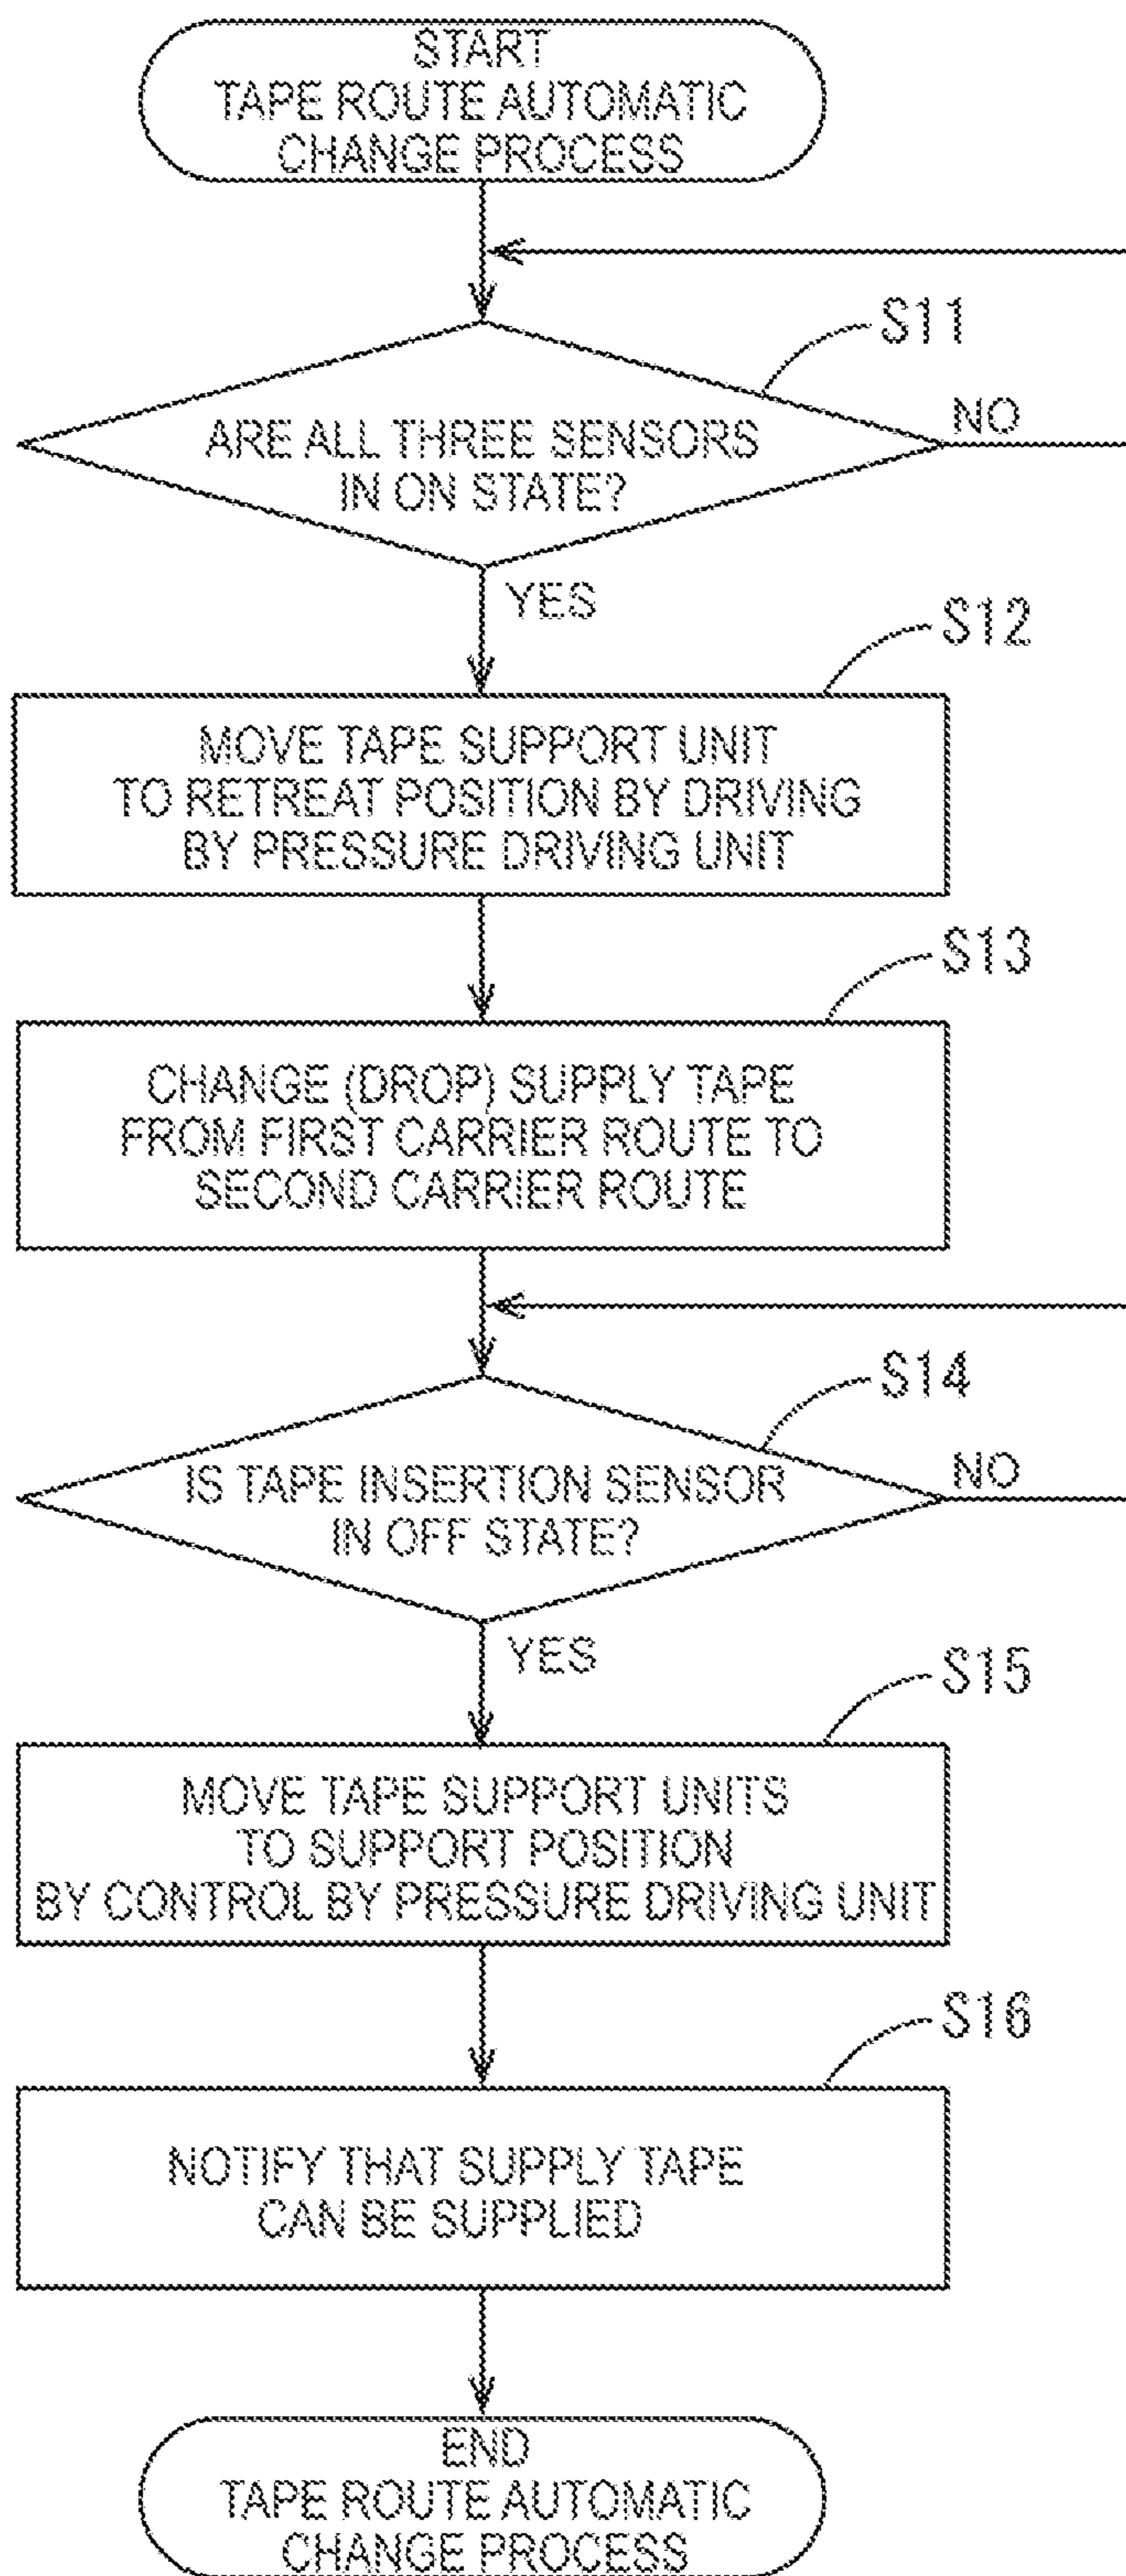 START
TAPE ROUTE AUTOMATIC
CHANGE PROCESS
S11
ARE ALL THREE SENSORS
IN ON STATE?
NO
YES
S12
MOVE TAPE SUPPORT UNIT
TO RETREAT POSITION BY DRIVING
BY PRESSURE DRIVING UNIT
S13
CHANGE (DROP) SUPPLY TAPE
FROM FIRST CARRIER ROUTE TO
SECOND CARRIER ROUTE
S14
IS TAPE INSERTION SENSOR
IN OFF STATE?
NO
YES
S15
MOVE TAPE SUPPORT UNITS
TO SUPPORT POSITION
BY CONTROL BY PRESSURE DRIVING UNIT
S16
NOTIFY THAT SUPPLY TAPE
CAN BE SUPPLIED
END
TAPE ROUTE AUTOMATIC
CHANGE PROCESS